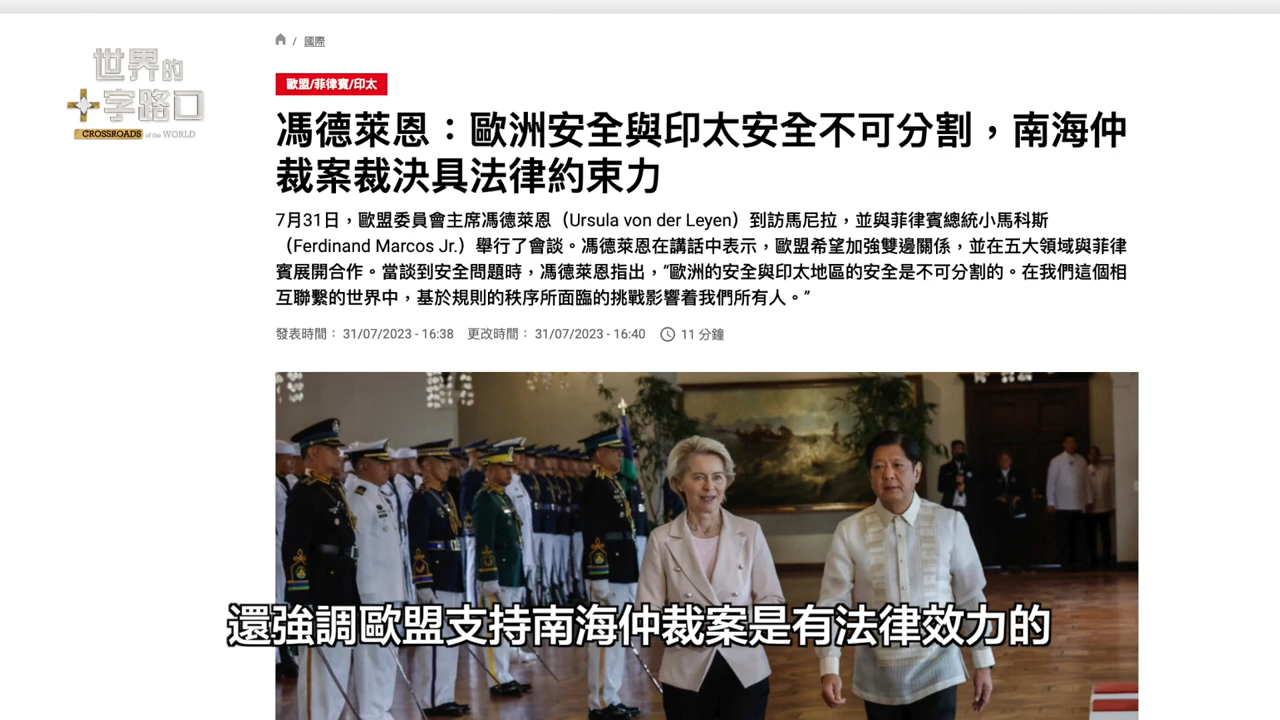 世界的
十字路口
CROSSROADS of the WORLD
/ 國際
歐盟/菲律賓/印太
馮德萊恩：歐洲安全與印太安全不可分割，南海仲
裁案裁決具法律約束力
7月31日，歐盟委員會主席馮德萊恩（Ursula von der Leyen）到訪馬尼拉，並與菲律賓總統小馬科斯
（Ferdinand Marcos Jr.）舉行了會談。馮德萊恩在講話中表示，歐盟希望加強雙邊關係，並在五大領域與菲律
賓展開合作。當談到安全問題時，馮德萊恩指出，“歐洲的安全與印太地區的安全是不可分割的。在我們這個相
互聯繫的世界中，基於規則的秩序所面臨的挑戰影響着我們所有人。”
發表時間： 31/07/2023 - 16:38 更改時間： 31/07/2023 - 16:40 11 分鐘
還強調歐盟支持南海仲裁案是有法律效力的